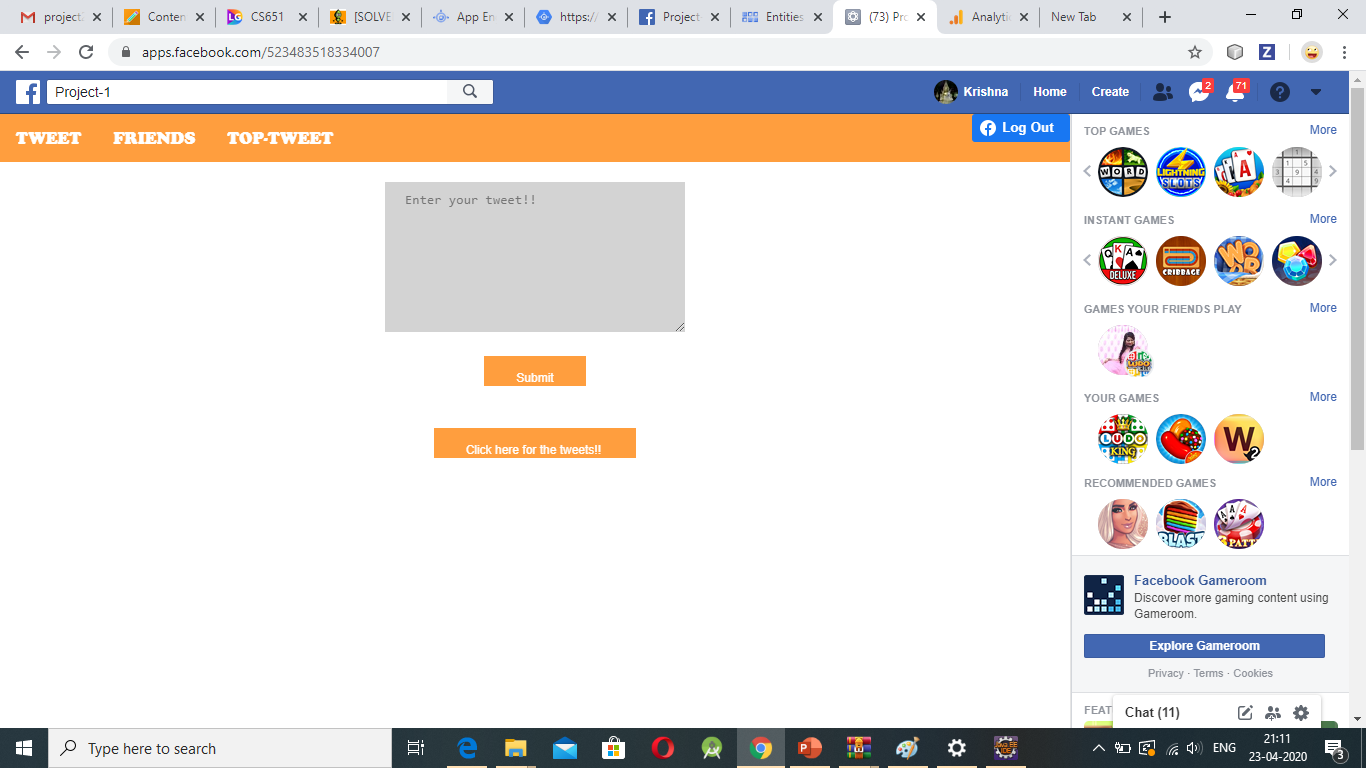 project
Conten
CS651
[SOLVE
App En
https://
Project
Entities
(73) Pro
Analyti
New Tab
apps.facebook.com/523483518334007
Project-1
Krishna
Home
Create
2
71
TWEET
FRIENDS
TOP-TWEET
Log Out
Enter your tweet!!
Submit
Click here for the tweets!!
TOP GAMES
More
WORD
LIGHTNING
SLOTS
A
INSTANT GAMES
More
DELUXE
CRIBBAGE
GAMES YOUR FRIENDS PLAY
More
YOUR GAMES
More
LUDO
KING
W
2
RECOMMENDED GAMES
More
BLAST
3 PATTI
Facebook Gameroom
Discover more gaming content using
Gameroom.
Explore Gameroom
Privacy · Terms · Cookies
FEAT
Chat (11)
Type here to search
ENG
21:11
23-04-2020
3